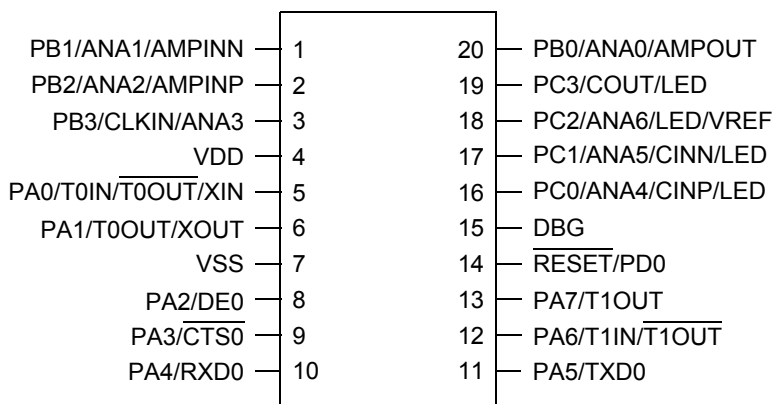 PB1/ANA1/AMPINN 1 20 PB0/ANA0/AMPOUT
PB2/ANA2/AMPINP 2 19 PC3/COUT/LED
PB3/CLKIN/ANA3 3 18 PC2/ANA6/LED/VREF
VDD 4 17 PC1/ANA5/CINN/LED
PA0/T0IN/T0OUT/XIN 5 16 PC0/ANA4/CINP/LED
PA1/T0OUT/XOUT 6 15 DBG
VSS 7 14 RESET/PD0
PA2/DE0 8 13 PA7/T1OUT
PA3/CTS0 9 12 PA6/T1IN/T1OUT
PA4/RXD0 10 11 PA5/TXD0